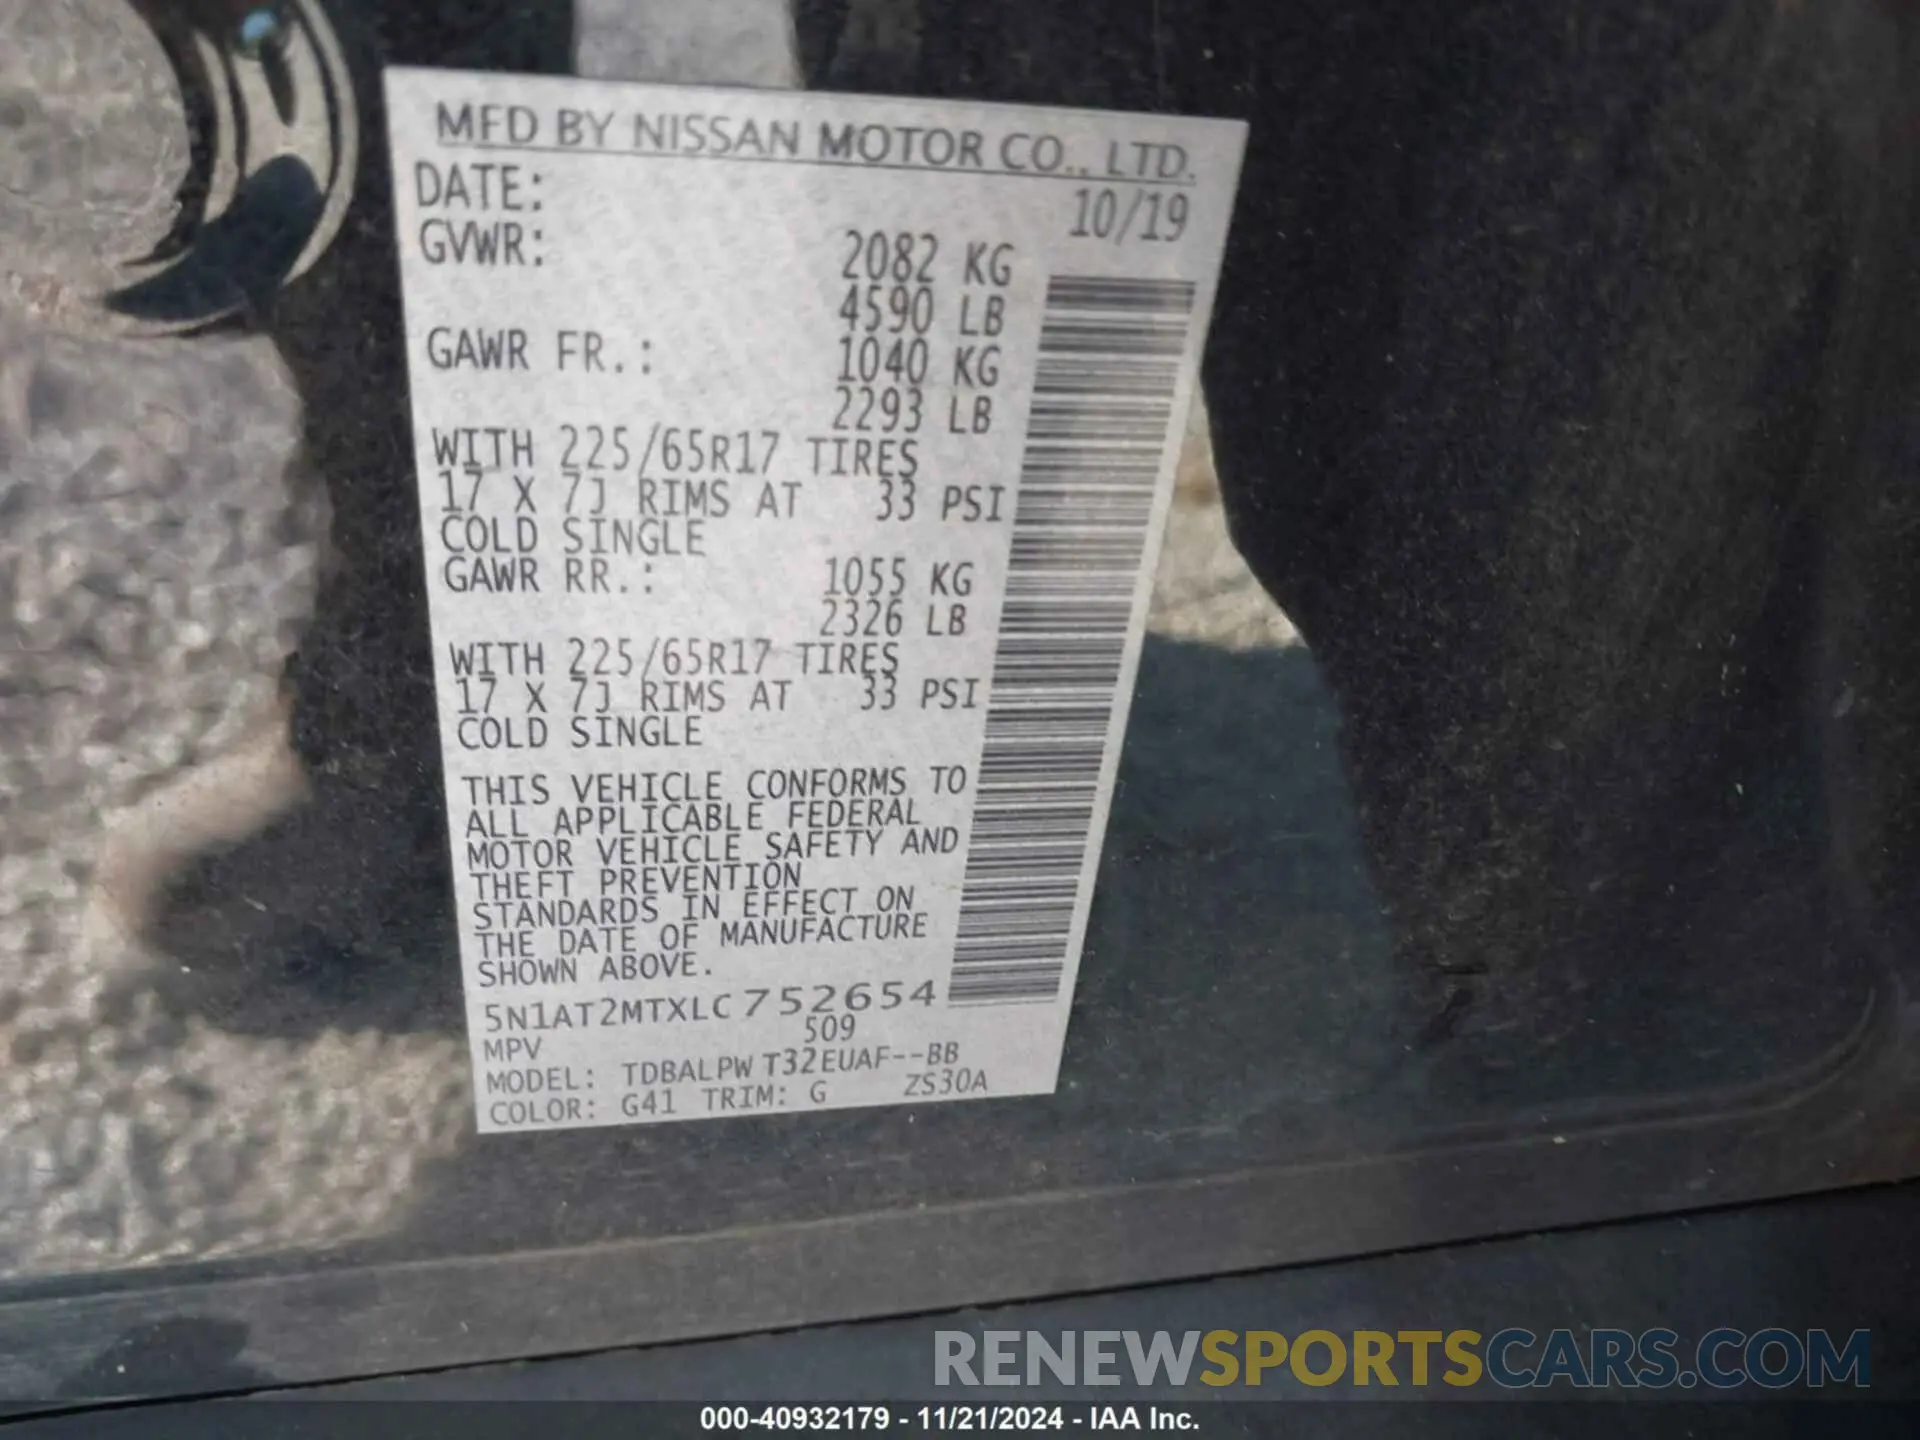 MFD BY NISSAN MOTOR CO., LTD.
DATE: 10/19
GVWR: 2082 KG
4590 LB
GAWR FR.: 1040 KG
2293 LB
WITH 225/65R17 TIRES
17 X 7J RIMS AT 33 PSI
COLD SINGLE
GAWR RR.: 1055 KG
2326 LB
WITH 225/65R17 TIRES
17 X 7J RIMS AT 33 PSI
COLD SINGLE
THIS VEHICLE CONFORMS TO
ALL APPLICABLE FEDERAL
MOTOR VEHICLE SAFETY AND
THEFT PREVENTION
STANDARDS IN EFFECT ON
THE DATE OF MANUFACTURE
SHOWN ABOVE.
5N1AT2MTXLC752654
MPV 509
MODEL: TDBALPW T32EUAF--BB
COLOR: G41 TRIM: G ZS30A
RENEWSPORTSCARS.COM
000-40932179 - 11/21/2024 - IAA Inc.